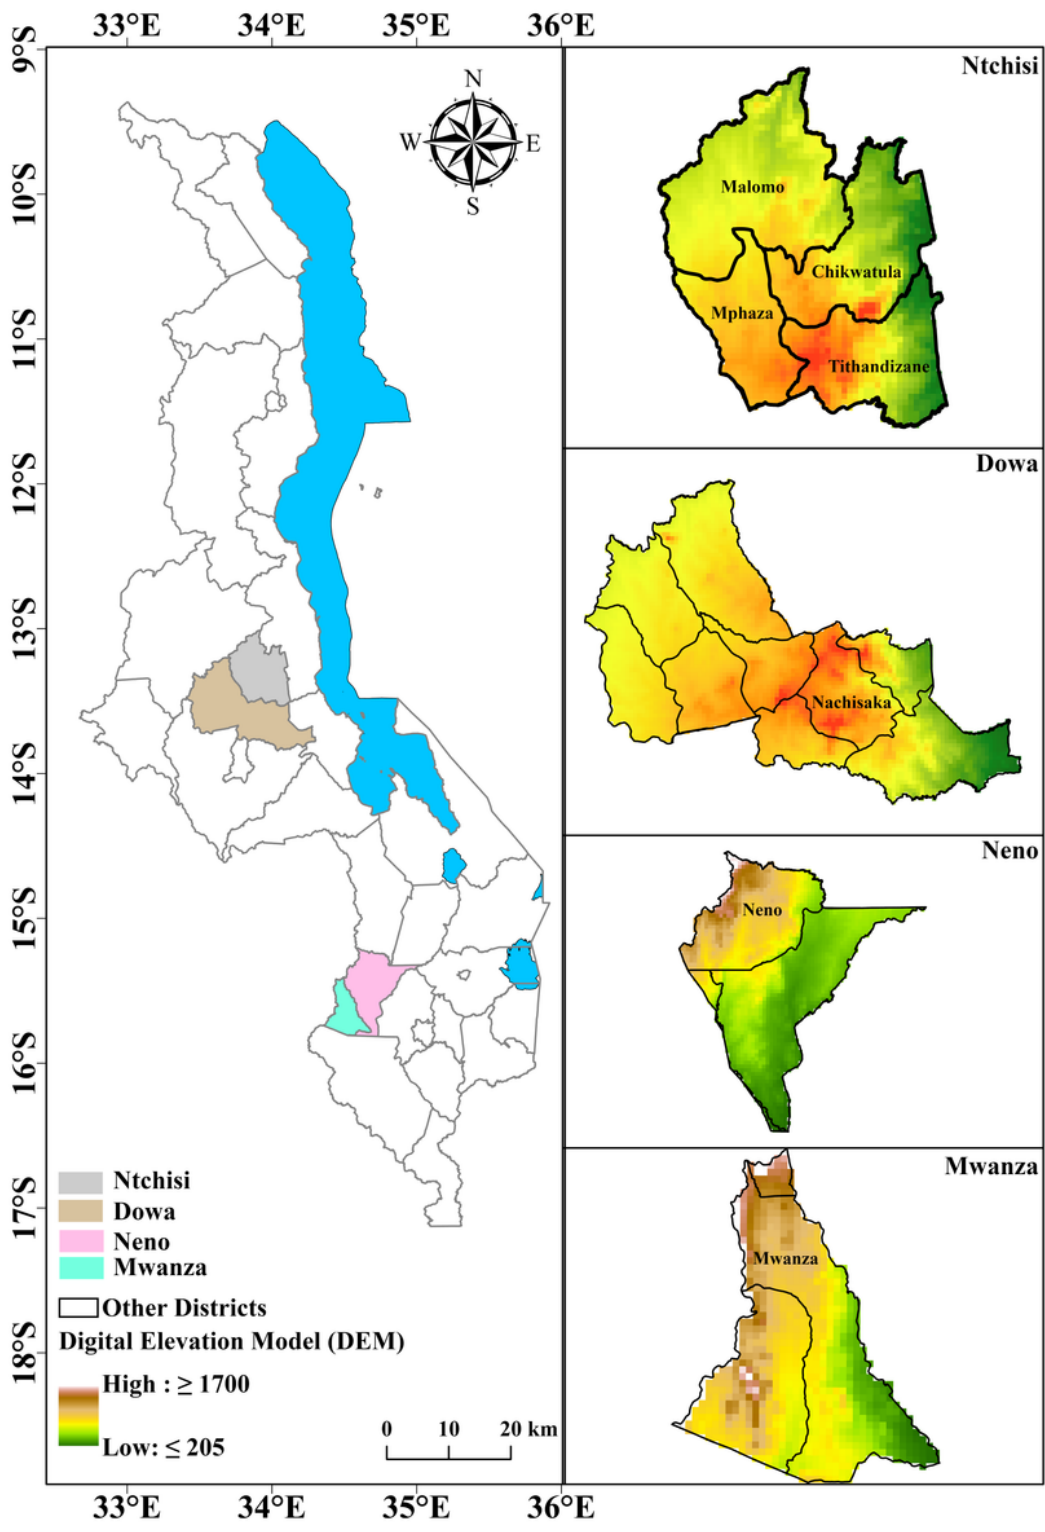 33°E 34°E 35°E 36°E
9°S
10°S
11°S
12°S
13°S
14°S
15°S
16°S
17°S
18°S
N
W E
S
Ntchisi
Dowa
Neno
Mwanza
Other Districts
Digital Elevation Model (DEM)
High : ≥ 1700
Low: ≤ 205
0 10 20 km
33°E 34°E 35°E 36°E
Ntchisi
Malomo
Chikwatula
Mphaza
Tithandizane
Dowa
Nachisaka
Neno
Neno
Mwanza
Mwanza